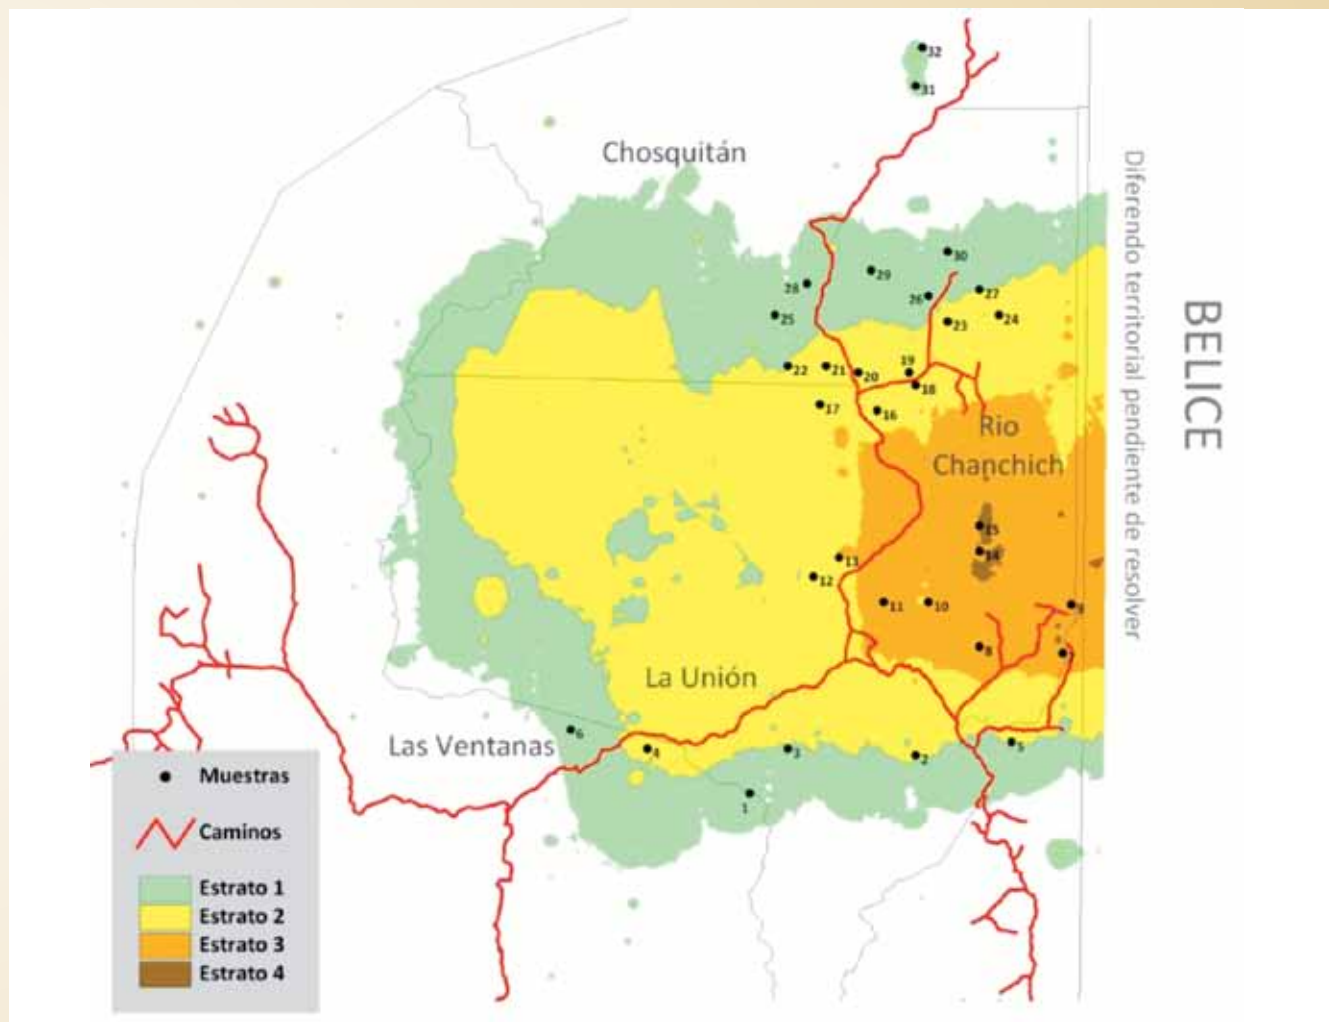 32
31
Chosquitán
Diferendo territorial pendiente de resolver
BELICE
30
29
28
26
27
25
23
24
22
21
20
19
18
17
16
Rio
Chanchich
15
14
13
12
11
10
9
8
La Unión
Las Ventanas
6
4
3
2
5
1
Muestras
Caminos
Estrato 1
Estrato 2
Estrato 3
Estrato 4